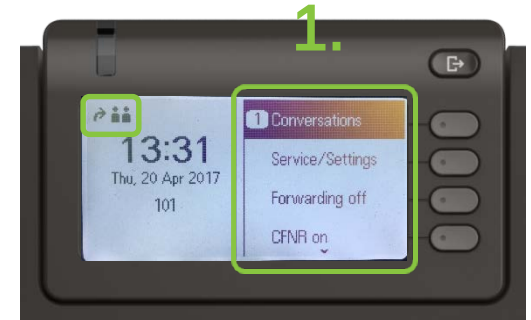 1.
13:31
Thu, 20 Apr 2017
101
1 Conversations
Service/Settings
Forwarding off
CFNR on